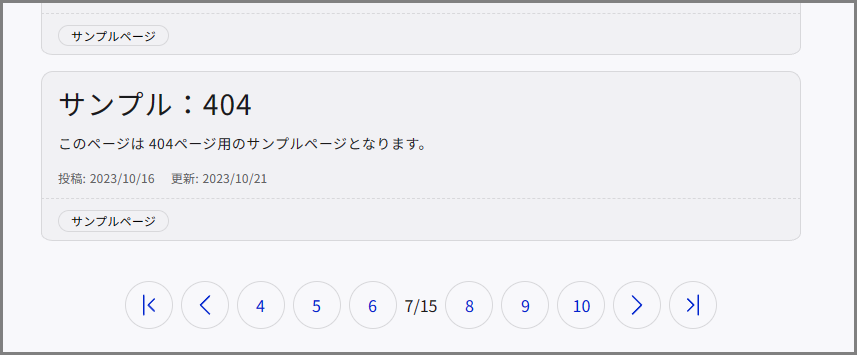 サンプルページ
サンプル：404
このページは 404ページ用のサンプルページとなります。
投稿: 2023/10/16 更新: 2023/10/21
サンプルページ
4 5 6 7/15 8 9 10